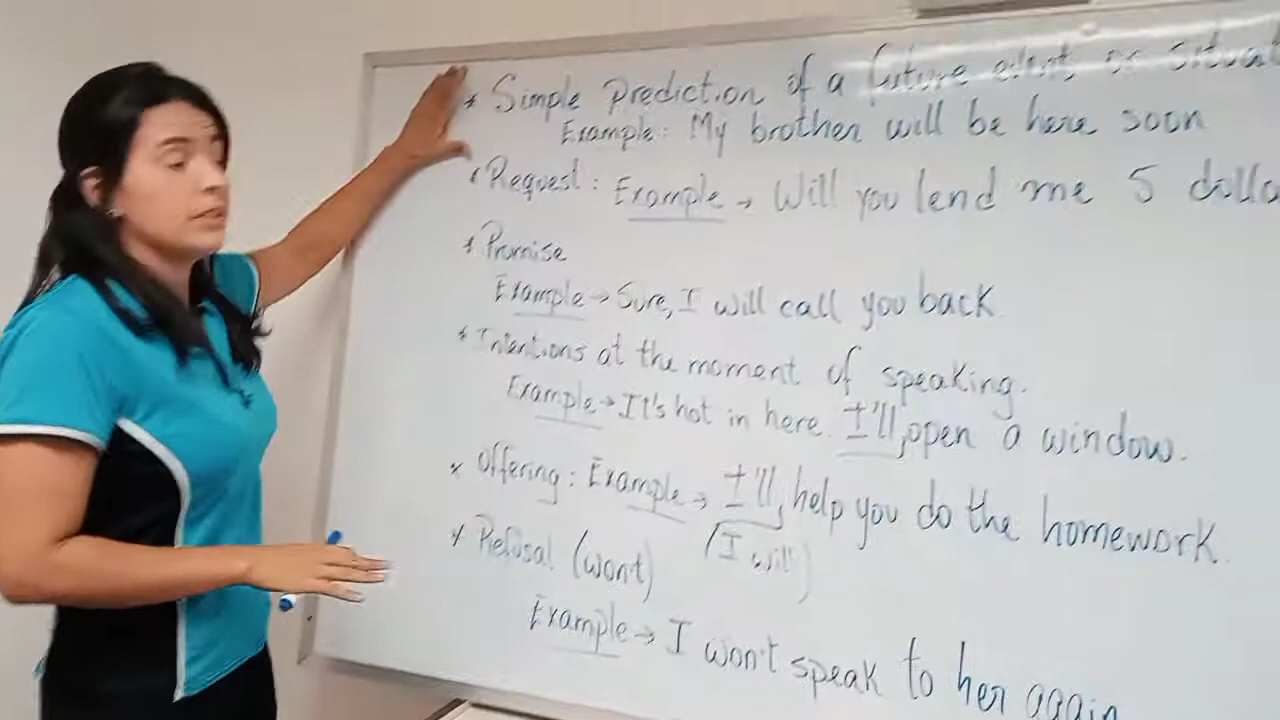 * Simple prediction of a future event or situat
Example: My brother will be here soon
* Request: Example → Will you lend me 5 dolla
* Promise
Example → Sure, I will call you back
* Intentions at the moment of speaking.
Example → It's hot in here. I'll open a window.
* Offering: Example → I'll help you do the homework.
(I will)
* Refusal (won't)
Example → I won't speak to her again